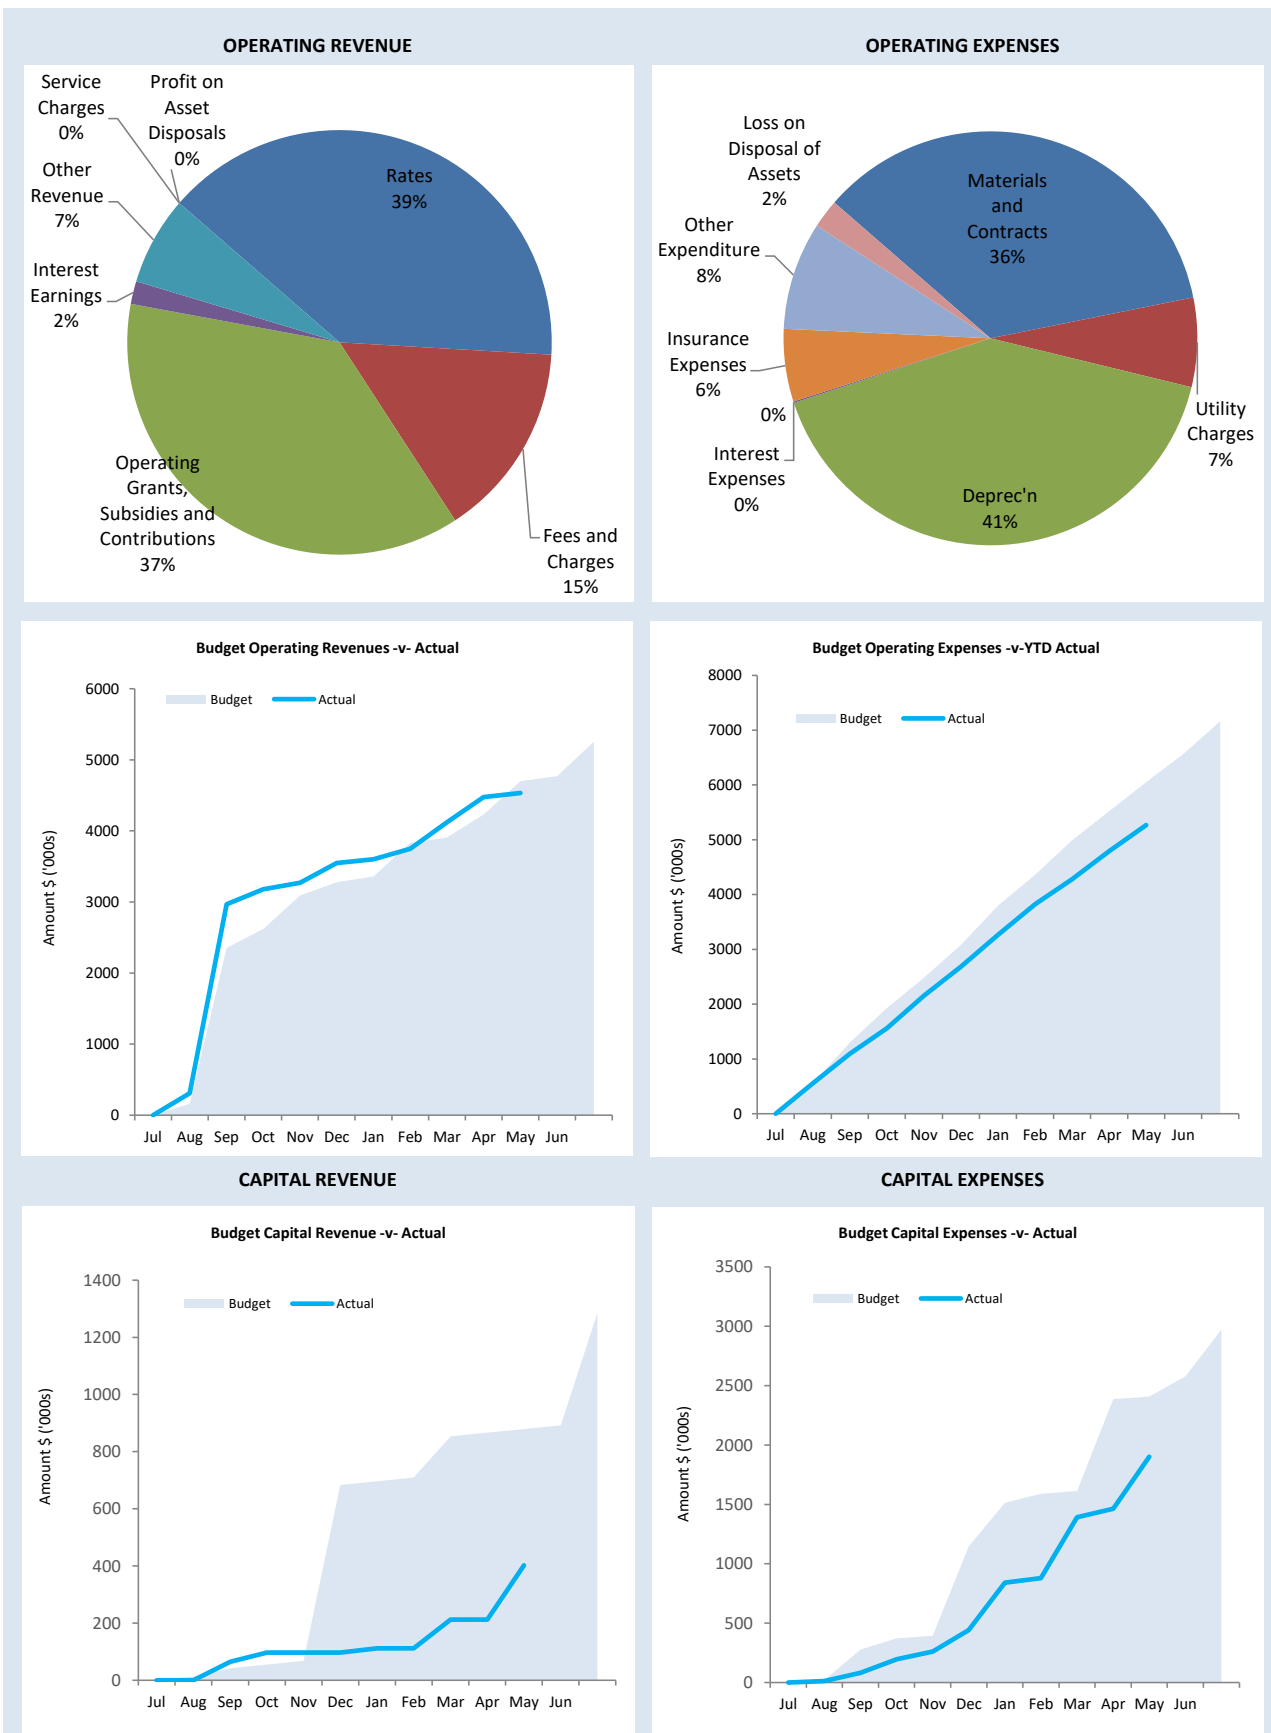 OPERATING REVENUE
Service
Charges
0%
Profit on
Asset
Disposals
0%
Other
Revenue
7%
Interest
Earnings
2%
Rates
39%
Operating
Grants,
Subsidies and
Contributions
37%
Fees and
Charges
15%
OPERATING EXPENSES
Loss on
Disposal of
Assets
2%
Other
Expenditure
8%
Insurance
Expenses
6%
0%
Interest
Expenses
0%
Materials
and
Contracts
36%
Utility
Charges
7%
Deprec'n
41%
Budget Operating Revenues -v- Actual
Budget Actual
Amount $ ('000s)
6000
5000
4000
3000
2000
1000
0
Jul Aug Sep Oct Nov Dec Jan Feb Mar Apr May Jun
Budget Operating Expenses -v-YTD Actual
Budget Actual
Amount $ ('000s)
8000
7000
6000
5000
4000
3000
2000
1000
0
Jul Aug Sep Oct Nov Dec Jan Feb Mar Apr May Jun
CAPITAL REVENUE
Budget Capital Revenue -v- Actual
Budget Actual
Amount $ ('000s)
1400
1200
1000
800
600
400
200
0
Jul Aug Sep Oct Nov Dec Jan Feb Mar Apr May Jun
CAPITAL EXPENSES
Budget Capital Expenses -v- Actual
Budget Actual
Amount $ ('000s)
3500
3000
2500
2000
1500
1000
500
0
Jul Aug Sep Oct Nov Dec Jan Feb Mar Apr May Jun